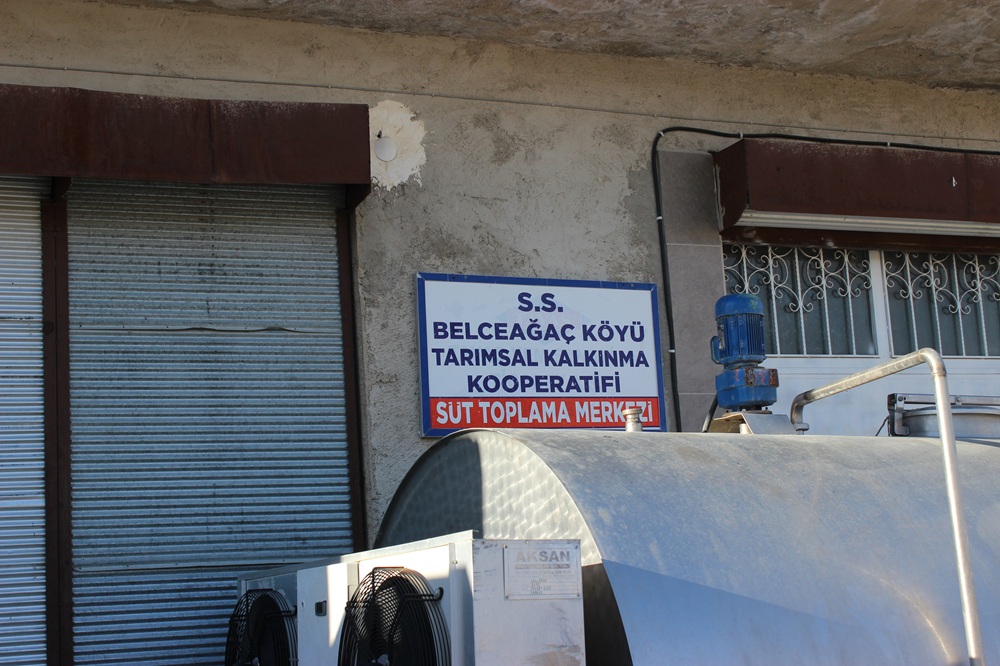 S.S.
BELCEAĞAÇ KÖYÜ
TARIMSAL KALKINMA
KOOPERATİFİ
SÜT TOPLAMA MERKEZİ
AKSAN